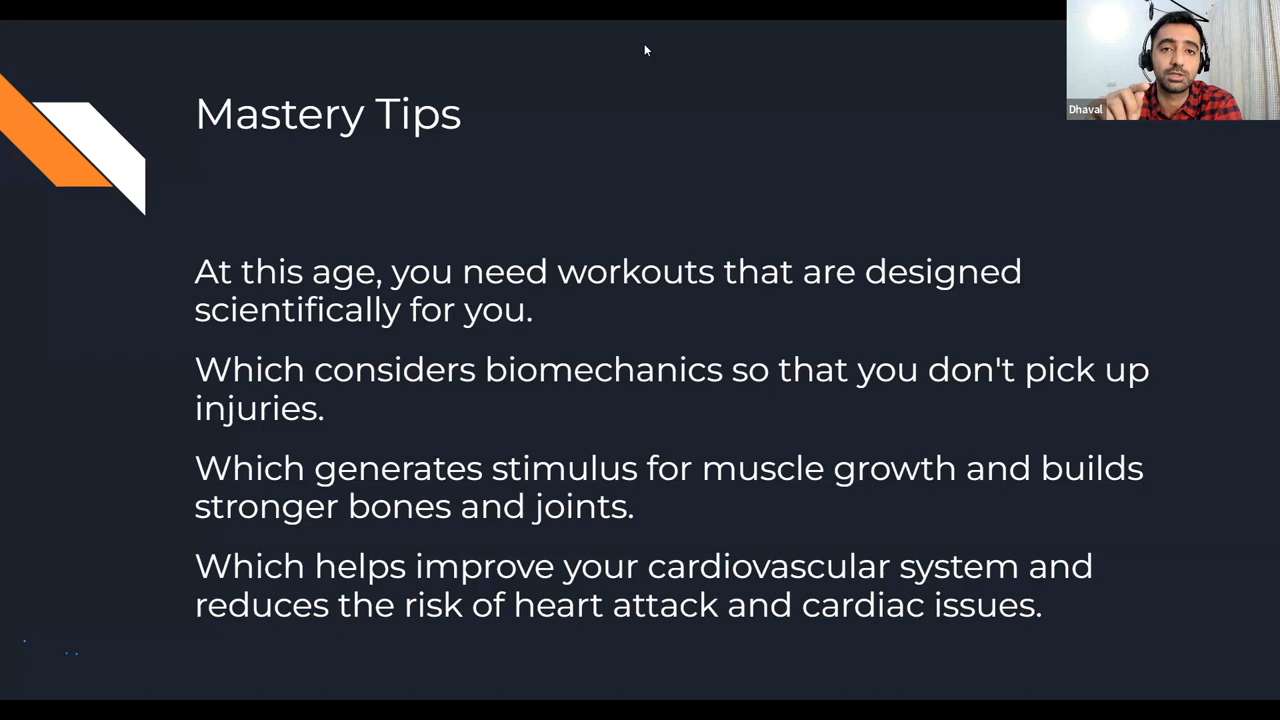 Dhaval
Mastery Tips
At this age, you need workouts that are designed
scientifically for you.
Which considers biomechanics so that you don't pick up
injuries.
Which generates stimulus for muscle growth and builds
stronger bones and joints.
Which helps improve your cardiovascular system and
reduces the risk of heart attack and cardiac issues.